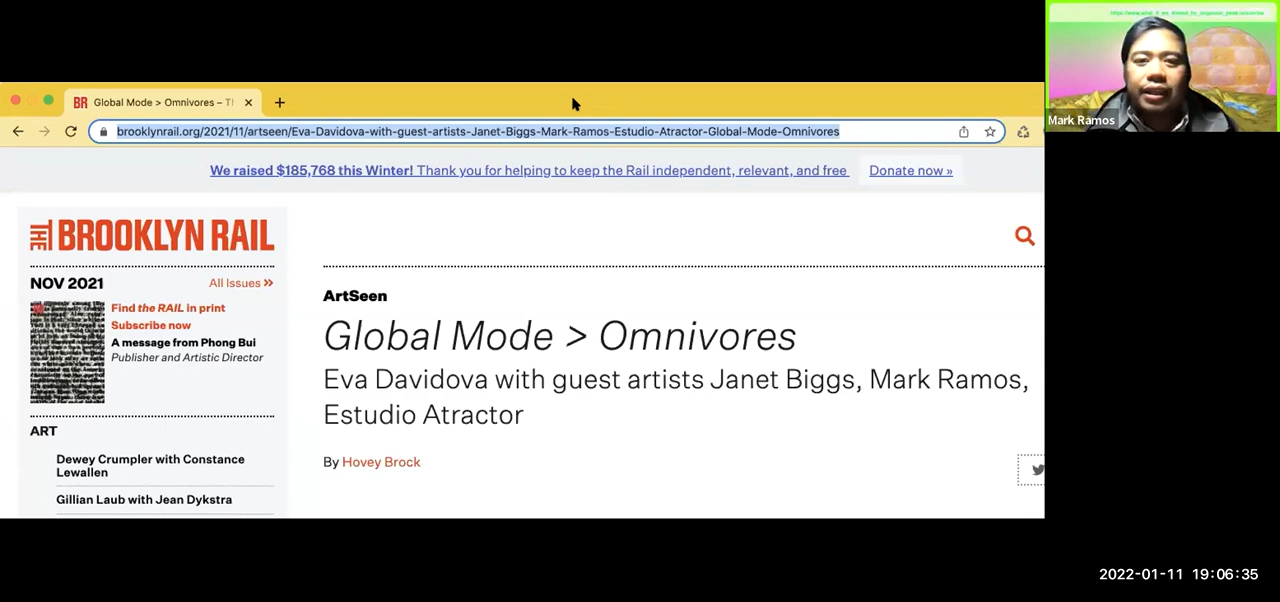 Global Mode > Omnivores – Th
brooklynrail.org/2021/11/artseen/Eva-Davidova-with-guest-artists-Janet-Biggs-Mark-Ramos-Estudio-Atractor-Global-Mode-Omnivores
We raised $185,768 this Winter! Thank you for helping to keep the Rail independent, relevant, and free
Donate now »
THE BROOKLYN RAIL
NOV 2021
All Issues »
Find the RAIL in print
Subscribe now
A message from Phong Bui
Publisher and Artistic Director
ART
Dewey Crumpler with Constance
Lewallen
Gillian Laub with Jean Dykstra
ArtSeen
Global Mode > Omnivores
Eva Davidova with guest artists Janet Biggs, Mark Ramos,
Estudio Atractor
By Hovey Brock
Mark Ramos
2022-01-11 19:06:35